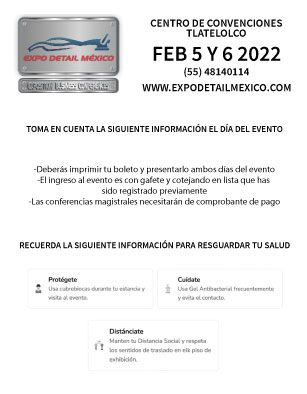 CENTRO DE CONVENCIONES
TLATELOLCO
FEB 5 Y 6 2022
(55) 48140114
WWW.EXPODETAILMEXICO.COM
EXPO DETAIL MÉXICO
TOMA EN CUENTA LA SIGUIENTE INFORMACIÓN EL DÍA DEL EVENTO
-Deberás imprimir tu boleto y presentarlo ambos días del evento
-El ingreso al evento es con gafete y cotejando en lista que has
sido registrado previamente
-Las conferencias magistrales necesitarán de comprobante de pago
RECUERDA LA SIGUIENTE INFORMACIÓN PARA RESGUARDAR TU SALUD
Protégete
Usa cubrebocas durante tu estancia y
visita al evento.
Cuídate
Usa Gel Antibacterial frecuentemente
y evita el contacto.
Distánciate
Manten tu Distancia Social y respeta
los sentidos de traslado en elk piso de
exhibición.